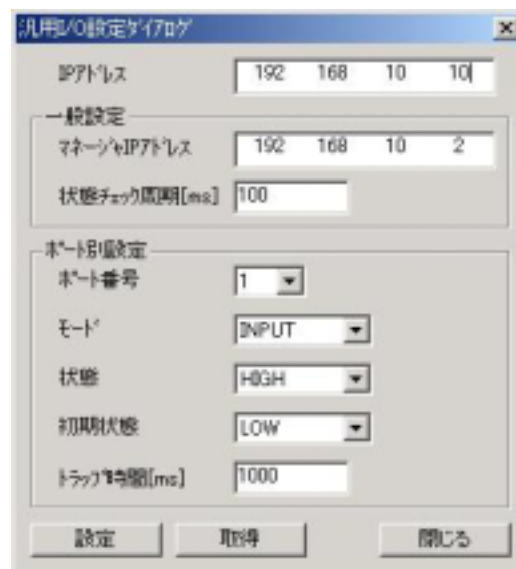 汎用I/O設定ダイアログ
IPアドレス 192 168 10 10
一般設定
マネージャIPアドレス 192 168 10 2
状態チェック周期[ms] 100
ポート別設定
ポート番号 1
モード INPUT
状態 HIGH
初期状態 LOW
トラップ時間[ms] 1000
設定 取得 閉じる